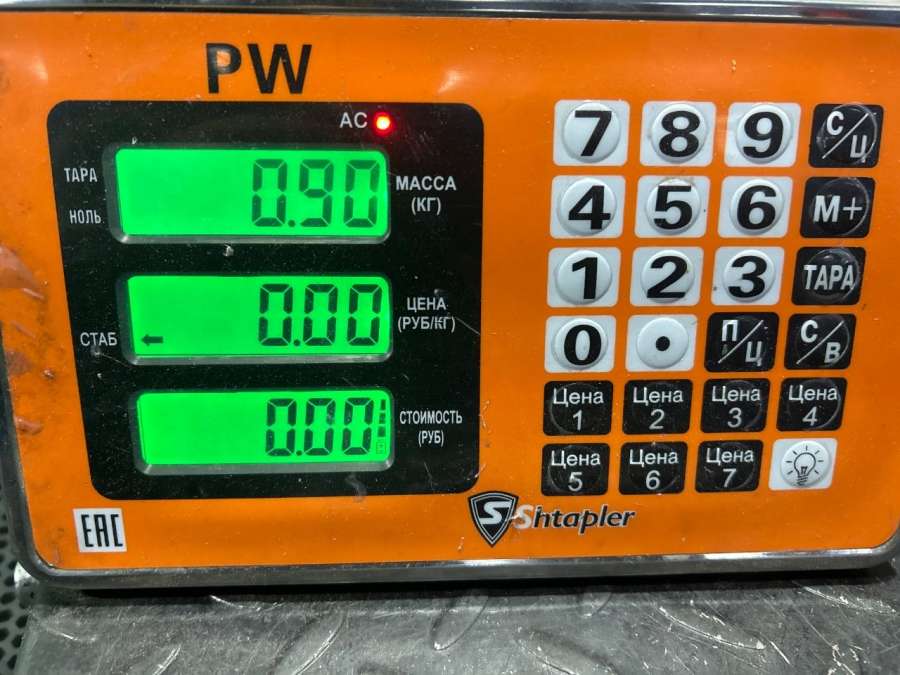 PW
AC
ТАРА
НОЛЬ
0.90
МАССА
(КГ)
СТАБ
0.00
ЦЕНА
(РУБ/КГ)
0.00
СТОИМОСТЬ
(РУБ)
EAC
S Shtapler
7 8 9 С/Ц
4 5 6 М+
1 2 3 ТАРА
0 . П/Ц С/В
Цена 1 Цена 2 Цена 3 Цена 4
Цена 5 Цена 6 Цена 7